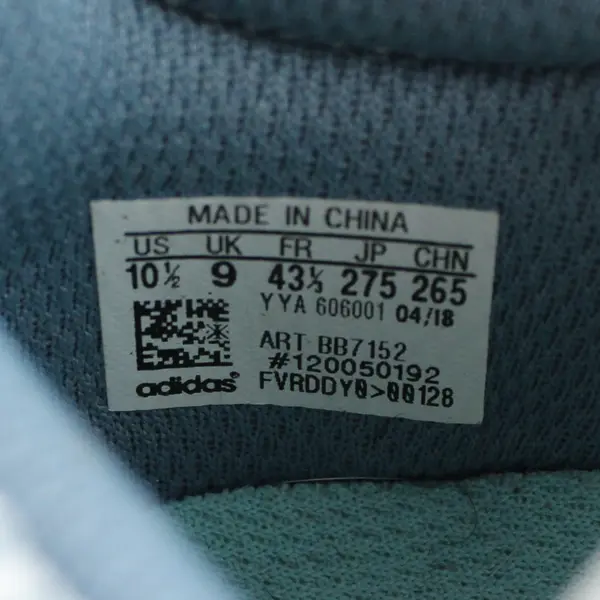 MADE IN CHINA
US UK FR JP CHN
10½ 9 43⅓ 275 265
YYA 606001 04/18
ART BB7152
#120050192
adidas® FVRDDY0>00128